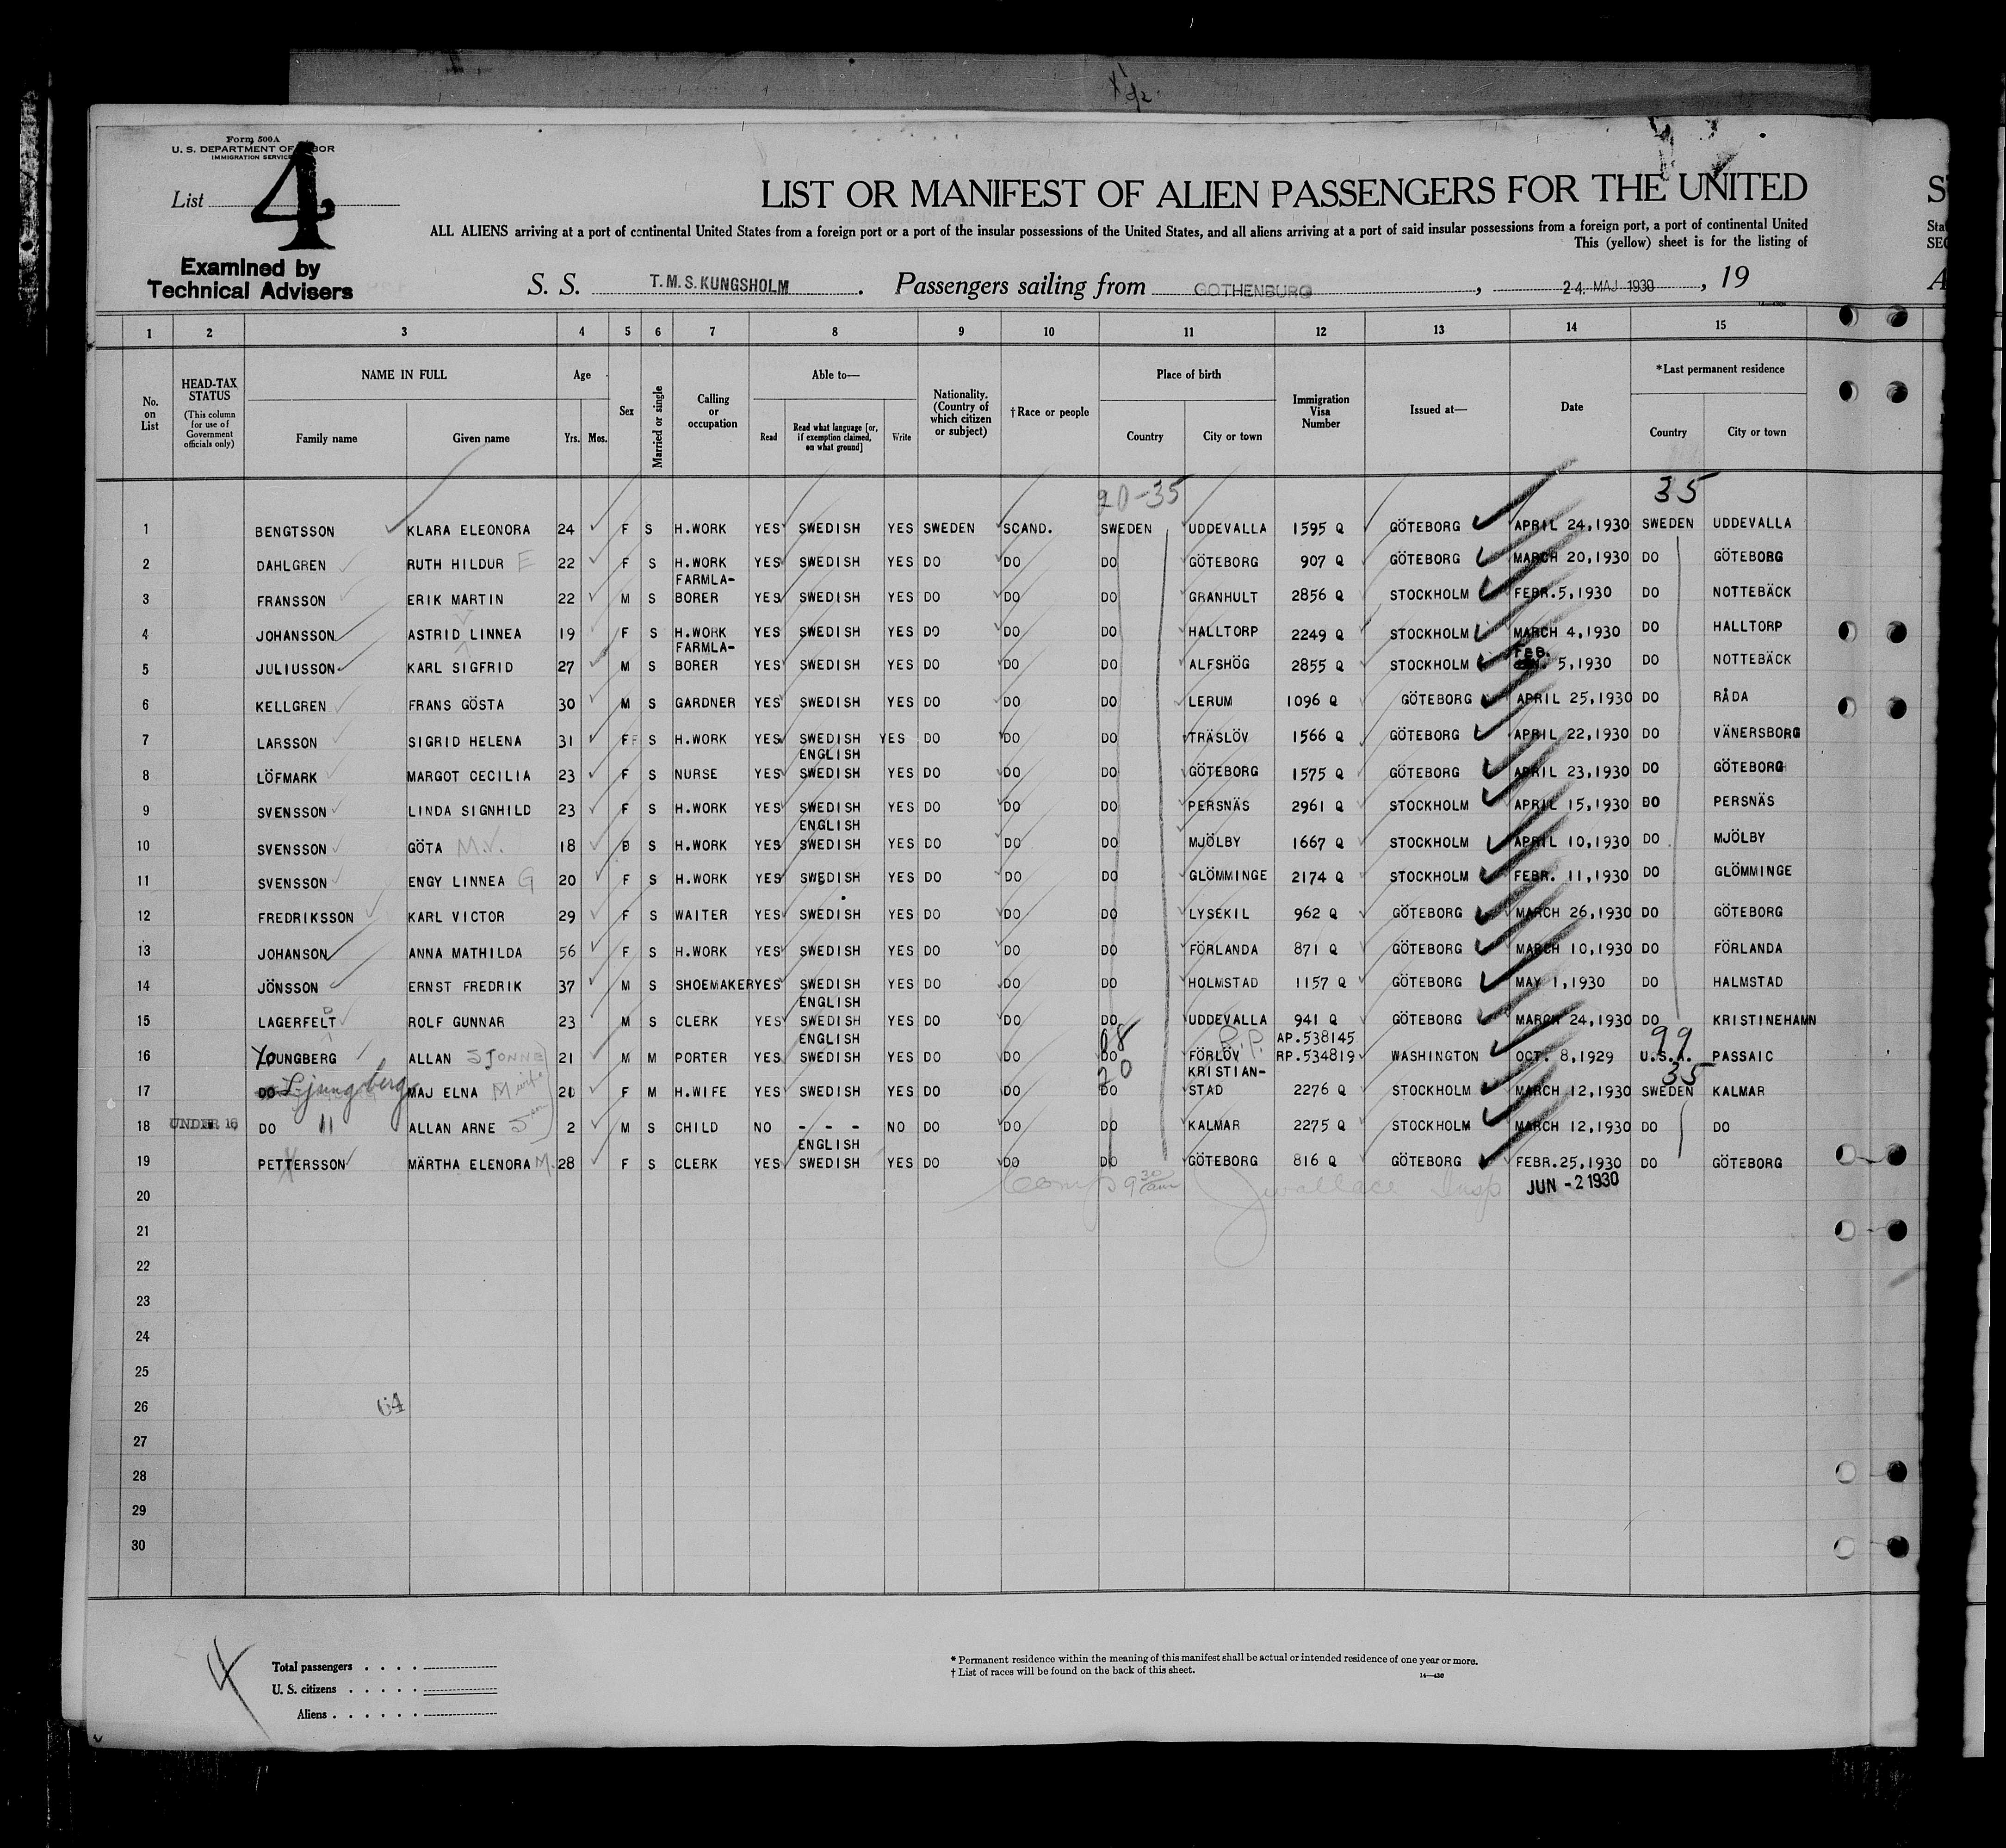 Form 500A
U. S. DEPARTMENT OF LABOR
IMMIGRATION SERVICE
List 4
Examined by
Technical Advisers
LIST OR MANIFEST OF ALIEN PASSENGERS FOR THE UNITED
ALL ALIENS arriving at a port of continental United States from a foreign port or a port of the insular possessions of the United States, and all aliens arriving at a port of said insular possessions from a foreign port, a port of continental United
This (yellow) sheet is for the listing of
S. S. T.M.S. KUNGSHOLM. Passengers sailing from GOTHENBURG, 24. MAJ 1930, 19
1 2 3 4 5 6 7 8 9 10 11 12 13 14 15
No. on List HEAD-TAX STATUS (This column for use of Government officials only) NAME IN FULL Family name Given name Age Yrs. Mos. Sex Married or single Calling or occupation Able to— Read Read what language [or, if exemption claimed, on what ground] Write Nationality. (Country of which citizen or subject) †Race or people Place of birth Country City or town Immigration Visa Number Issued at— Date *Last permanent residence Country City or town
20-35 35
1 BENGTSSON KLARA ELEONORA 24 F S H.WORK YES SWEDISH YES SWEDEN SCAND. SWEDEN UDDEVALLA 1595 Q GÖTEBORG APRIL 24,1930 SWEDEN UDDEVALLA
2 DAHLGREN RUTH HILDUR E 22 F S H.WORK YES SWEDISH YES DO DO DO GÖTEBORG 907 Q GÖTEBORG MARCH 20,1930 DO GÖTEBORG
3 FRANSSON ERIK MARTIN 22 M S FARMLA-BORER YES SWEDISH YES DO DO DO GRANHULT 2856 Q STOCKHOLM FEBR.5,1930 DO NOTTEBÄCK
4 JOHANSSON ASTRID LINNEA 19 F S H.WORK YES SWEDISH YES DO DO DO HALLTORP 2249 Q STOCKHOLM MARCH 4,1930 DO HALLTORP
5 JULIUSSON KARL SIGFRID 27 M S FARMLA-BORER YES SWEDISH YES DO DO DO ALFSHÖG 2855 Q STOCKHOLM FEB. 5,1930 DO NOTTEBÄCK
6 KELLGREN FRANS GÖSTA 30 M S GARDNER YES SWEDISH YES DO DO DO LERUM 1096 Q GÖTEBORG APRIL 25,1930 DO RÅDA
7 LARSSON SIGRID HELENA 31 F F S H.WORK YES SWEDISH YES DO DO DO TRÄSLÖV 1566 Q GÖTEBORG APRIL 22,1930 DO VÄNERSBORG
8 LÖFMARK MARGOT CECILIA 23 F S NURSE YES ENGLISH SWEDISH YES DO DO DO GÖTEBORG 1575 Q GÖTEBORG APRIL 23,1930 DO GÖTEBORG
9 SVENSSON LINDA SIGNHILD 23 F S H.WORK YES SWEDISH YES DO DO DO PERSNÄS 2961 Q STOCKHOLM APRIL 15,1930 DO PERSNÄS
10 SVENSSON GÖTA M.V. 18 S H.WORK YES ENGLISH SWEDISH YES DO DO DO MJÖLBY 1667 Q STOCKHOLM APRIL 10,1930 DO MJÖLBY
11 SVENSSON ENGY LINNEA G 20 F S H.WORK YES SWEDISH YES DO DO DO GLÖMMINGE 2174 Q STOCKHOLM FEBR. 11,1930 DO GLÖMMINGE
12 FREDRIKSSON KARL VICTOR 29 F S WAITER YES SWEDISH YES DO DO DO LYSEKIL 962 Q GÖTEBORG MARCH 26,1930 DO GÖTEBORG
13 JOHANSON ANNA MATHILDA 56 F S H.WORK YES SWEDISH YES DO DO DO FÖRLANDA 871 Q GÖTEBORG MARCH 10,1930 DO FÖRLANDA
14 JÖNSSON ERNST FREDRIK 37 M S SHOEMAKER YES SWEDISH YES DO DO DO HOLMSTAD 1157 Q GÖTEBORG MAY 1,1930 DO HALMSTAD
15 LAGERFELT D ROLF GUNNAR 23 M S CLERK YES ENGLISH SWEDISH YES DO DO DO UDDEVALLA 941 Q GÖTEBORG MARCH 24,1930 DO KRISTINEHAMN
16 YOUNGBERG ALLAN SJONNE 21 M M PORTER YES ENGLISH SWEDISH YES DO DO 68 DO FÖRLÖV P.P. AP.538145 RP.534819 WASHINGTON OCT. 8,1929 99 U.S.A. PASSAIC
17 DO Ljungberg MAJ ELNA M wife 20 F M H.WIFE YES SWEDISH YES DO DO 20 DO KRISTIAN-STAD 2276 Q STOCKHOLM MARCH 12,1930 35 SWEDEN KALMAR
18 UNDER 16 DO 11 ALLAN ARNE Son 2 M S CHILD NO - - - NO DO DO DO KALMAR 2275 Q STOCKHOLM MARCH 12,1930 DO DO
19 X PETTERSSON MÄRTHA ELENORA M. 28 F S CLERK YES ENGLISH SWEDISH YES DO DO DO GÖTEBORG 816 Q GÖTEBORG FEBR.25,1930 DO GÖTEBORG
20 Comp 9 30/am J Wallace Insp JUN - 2 1930
21
22
23
24
25
26 64
27
28
29
30
4
Total passengers
U. S. citizens
Aliens
* Permanent residence within the meaning of this manifest shall be actual or intended residence of one year or more.
† List of races will be found on the back of this sheet.
14—430